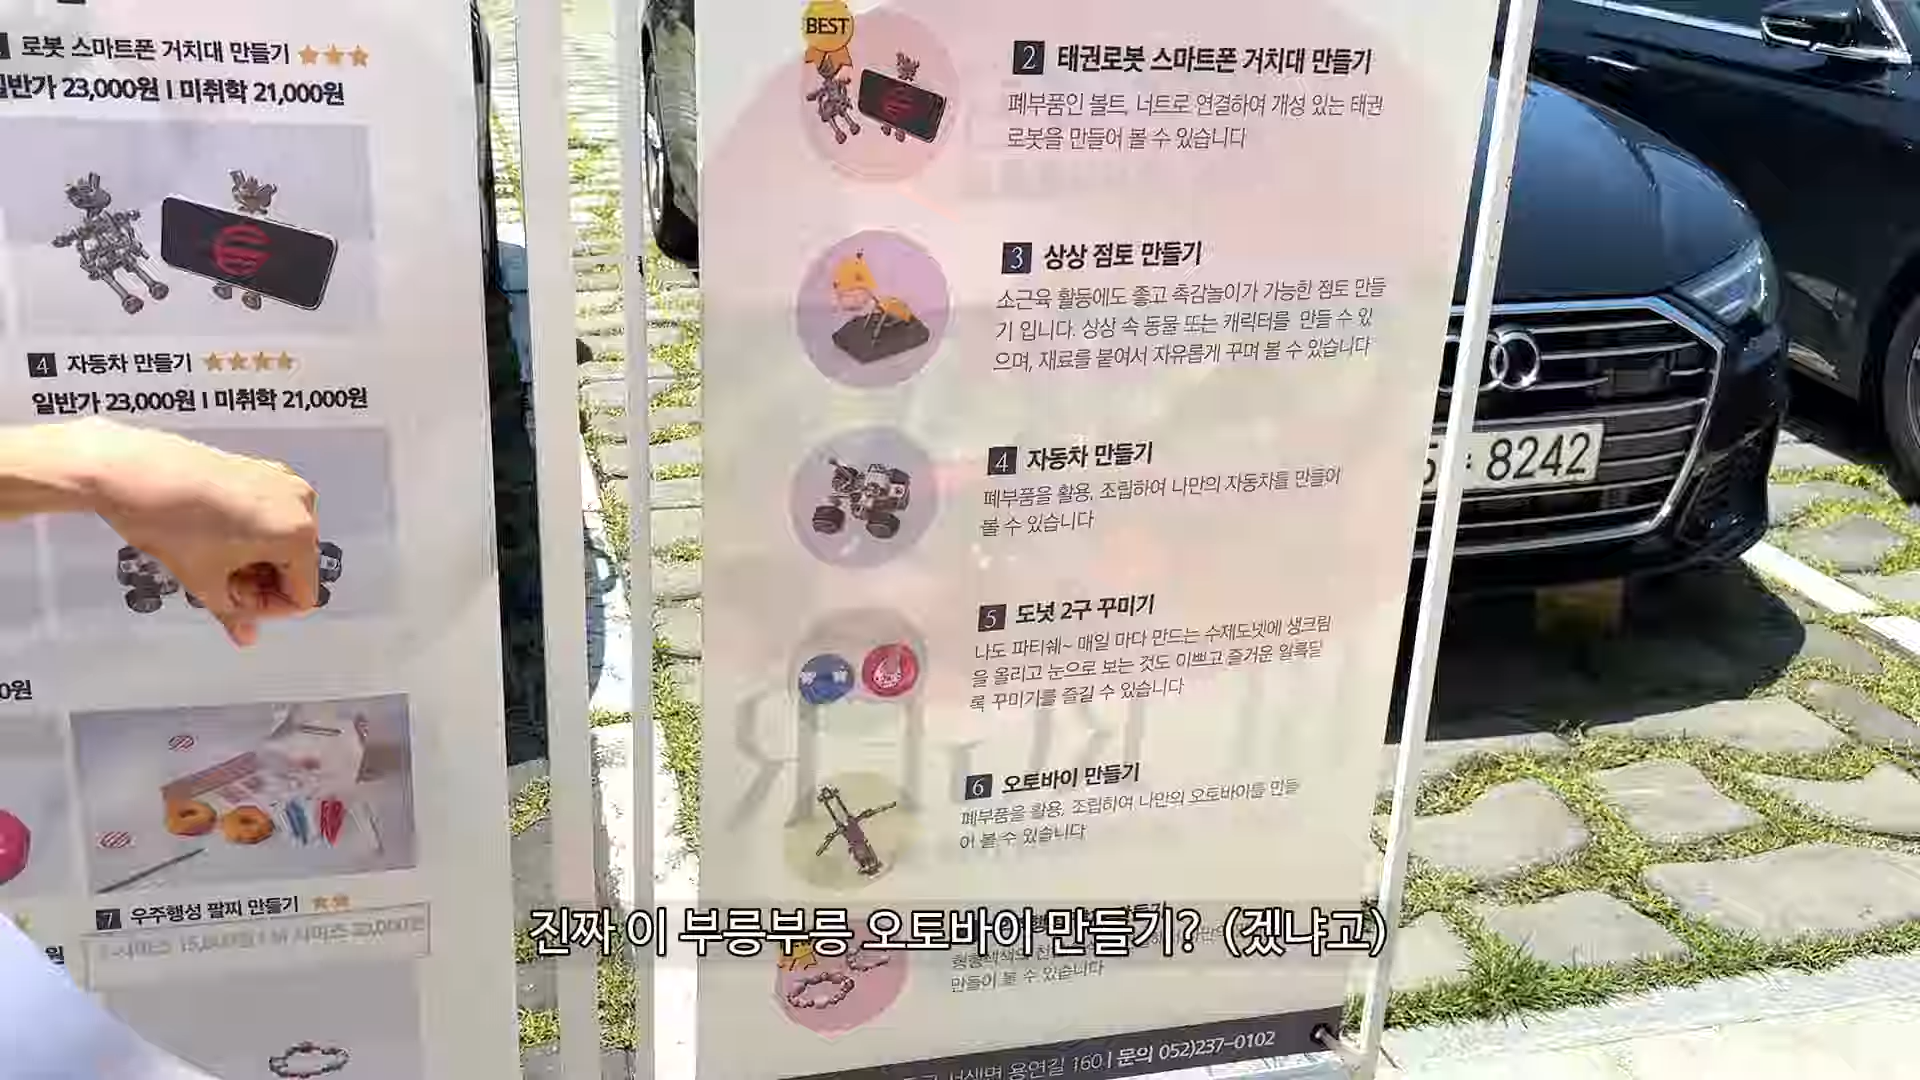 로봇 스마트폰 거치대 만들기
일반가 23,000원 I 미취학 21,000원
4 자동차 만들기
일반가 23,000원 I 미취학 21,000원
0원
7 우주행성 팔찌 만들기
원
BEST
2 태권로봇 스마트폰 거치대 만들기
폐부품인 볼트, 너트로 연결하여 개성 있는 태권
로봇을 만들어 볼 수 있습니다
3 상상 점토 만들기
소근육 활동에도 좋고 촉감놀이가 가능한 점토 만들
기 입니다. 상상 속 동물 또는 캐릭터를 만들 수 있
으며, 재료를 붙여서 자유롭게 꾸며 볼 수 있습니다
4 자동차 만들기
폐부품을 활용, 조립하여 나만의 자동차를 만들어
볼 수 있습니다
5 도넛 2구 꾸미기
나도 파티쉐~ 매일 마다 만드는 수제도넛에 생크림
을 올리고 눈으로 보는 것도 이쁘고 즐거운 알록달
록 꾸미기를 즐길 수 있습니다
6 오토바이 만들기
폐부품을 활용, 조립하여 나만의 오토바이를 만들
어 볼 수 있습니다
진짜 이 부릉부릉 오토바이 만들기? (겠냐고)
만들어 볼 수 있습니다
서생면 용연길 160 | 문의 052)237-0102
8242